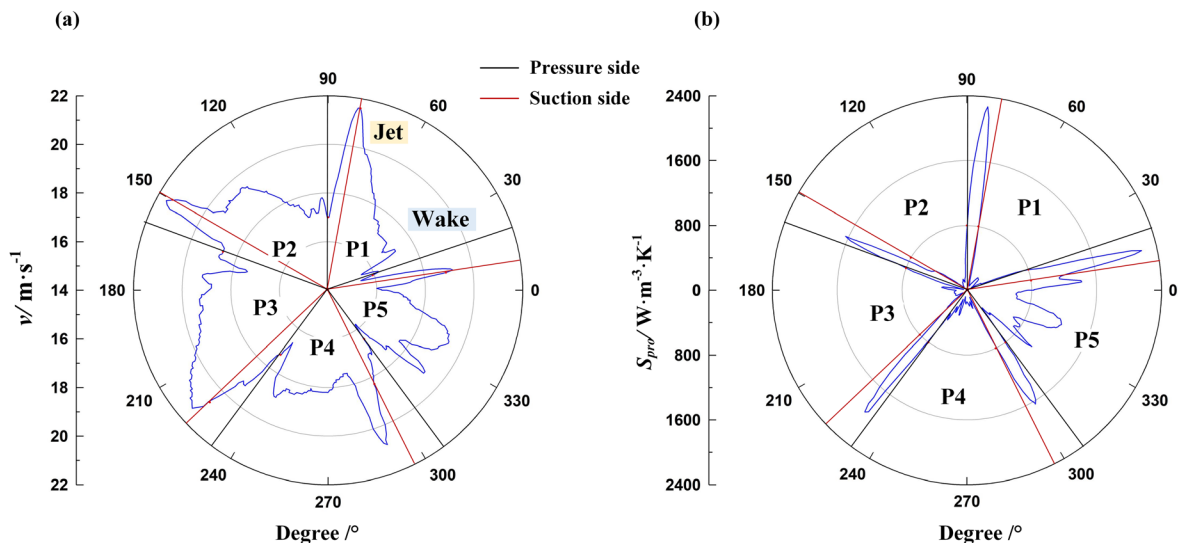 (a)
(b)
Pressure side
Suction side
22
20
18
16
14
16
18
20
22
v/ m·s⁻¹
90
120
60
150
30
180
0
210
330
240
300
270
Jet
Wake
P1
P2
P3
P4
P5
Degree /°
2400
1600
800
0
800
1600
2400
S_pro/ W·m⁻³·K⁻¹
90
120
60
150
30
180
0
210
330
240
300
270
P1
P2
P3
P4
P5
Degree /°